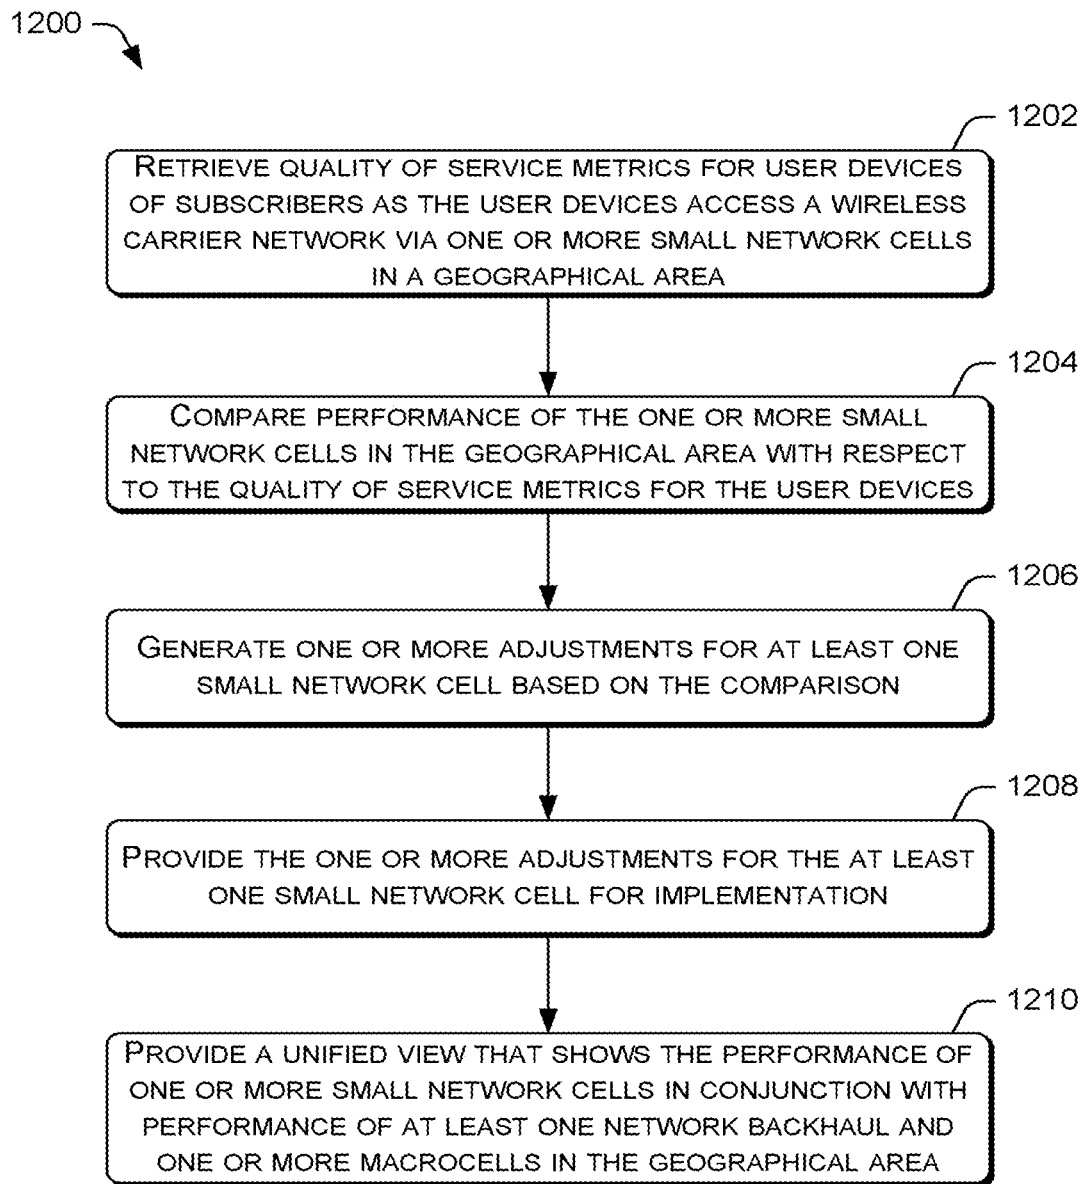 1200
1202
RETRIEVE QUALITY OF SERVICE METRICS FOR USER DEVICES
OF SUBSCRIBERS AS THE USER DEVICES ACCESS A WIRELESS
CARRIER NETWORK VIA ONE OR MORE SMALL NETWORK CELLS
IN A GEOGRAPHICAL AREA
1204
COMPARE PERFORMANCE OF THE ONE OR MORE SMALL
NETWORK CELLS IN THE GEOGRAPHICAL AREA WITH RESPECT
TO THE QUALITY OF SERVICE METRICS FOR THE USER DEVICES
1206
GENERATE ONE OR MORE ADJUSTMENTS FOR AT LEAST ONE
SMALL NETWORK CELL BASED ON THE COMPARISON
1208
PROVIDE THE ONE OR MORE ADJUSTMENTS FOR THE AT LEAST
ONE SMALL NETWORK CELL FOR IMPLEMENTATION
1210
PROVIDE A UNIFIED VIEW THAT SHOWS THE PERFORMANCE OF
ONE OR MORE SMALL NETWORK CELLS IN CONJUNCTION WITH
PERFORMANCE OF AT LEAST ONE NETWORK BACKHAUL AND
ONE OR MORE MACROCELLS IN THE GEOGRAPHICAL AREA